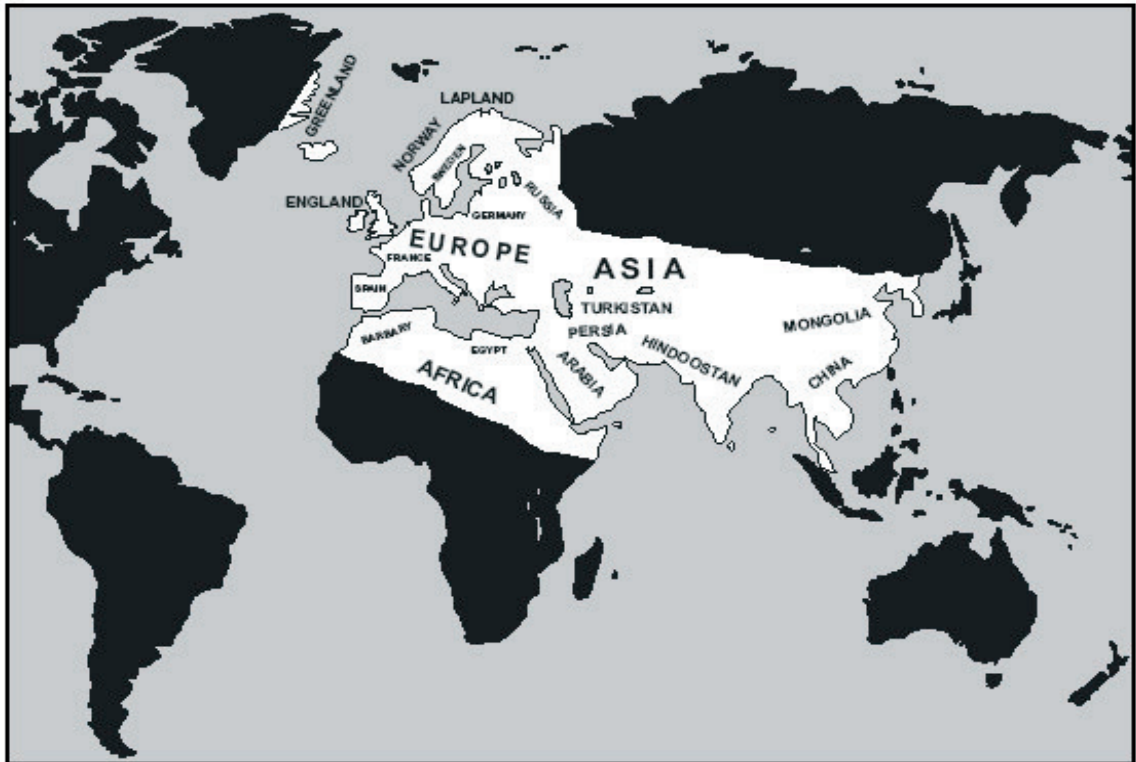 GREENLAND
LAPLAND
NORWAY
SWEDEN
ENGLAND
RUSSIA
GERMANY
EUROPE
FRANCE
ASIA
SPAIN
TURKISTAN
MONGOLIA
BARBARY
PERSIA
EGYPT
HINDOOSTAN
AFRICA
ARABIA
CHINA